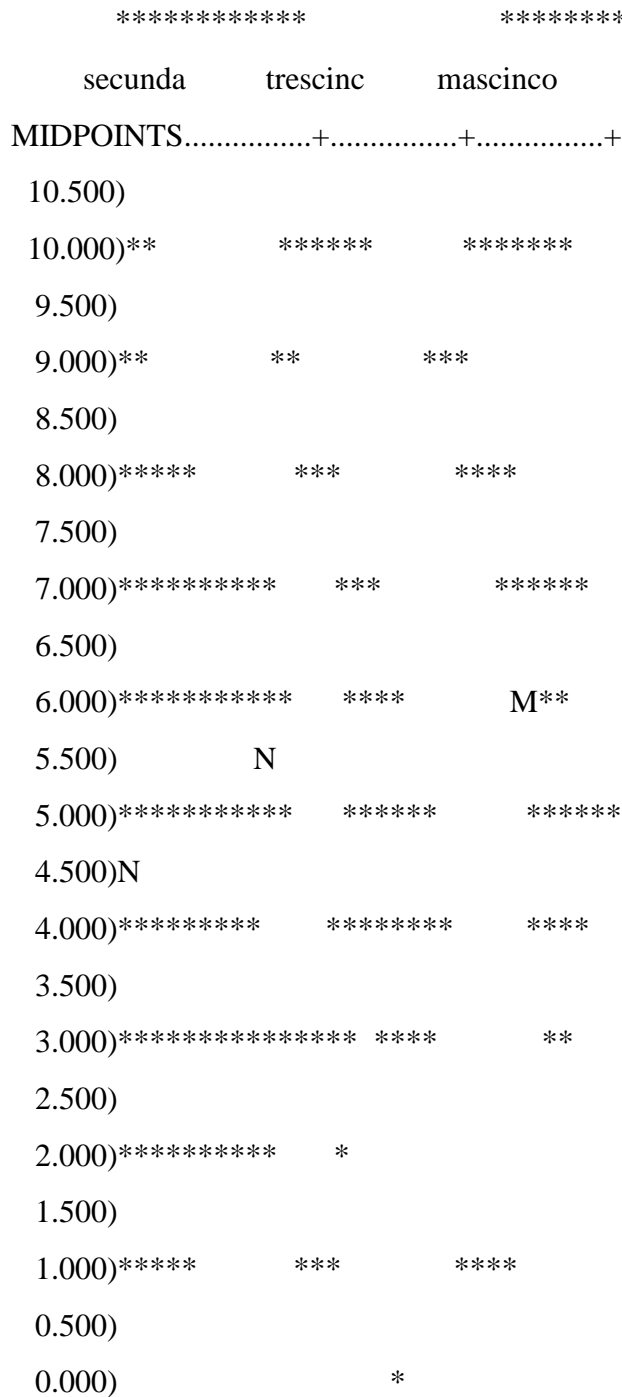 ************ ********
secunda trescinc mascinco
MIDPOINTS................+................+................+
10.500)
10.000)** ****** *******
9.500)
9.000)** ** ***
8.500)
8.000)***** *** ****
7.500)
7.000)********** *** ******
6.500)
6.000)*********** **** M**
5.500) N
5.000)*********** ****** ******
4.500)N
4.000)********* ******** ****
3.500)
3.000)*************** **** **
2.500)
2.000)********** *
1.500)
1.000)***** *** ****
0.500)
0.000) *